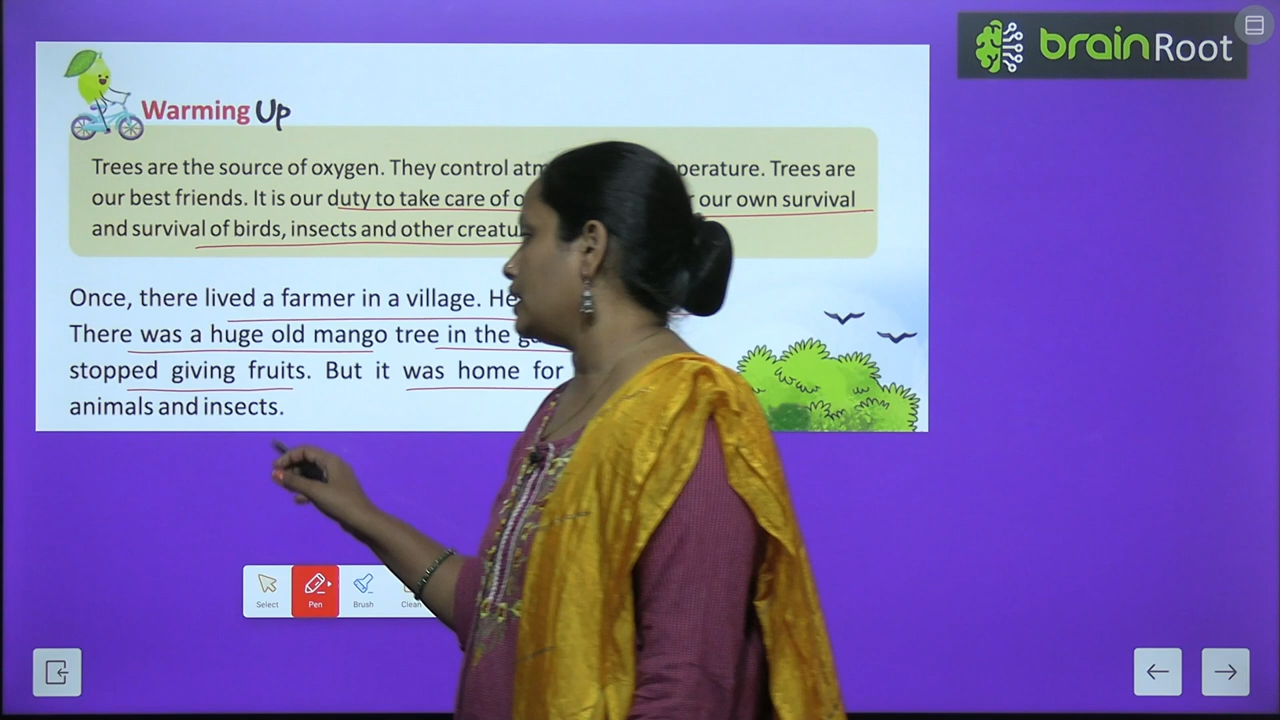 brainRoot
Warming Up
Trees are the source of oxygen. They control Trees are
our best friends. It is our duty to take care of our own survival
and survival of birds, insects and other
Once, there lived a farmer in a village. He
There was a huge old mango tree in the
stopped giving fruits. But it was home for
animals and insects.
Select Pen Brush Clean